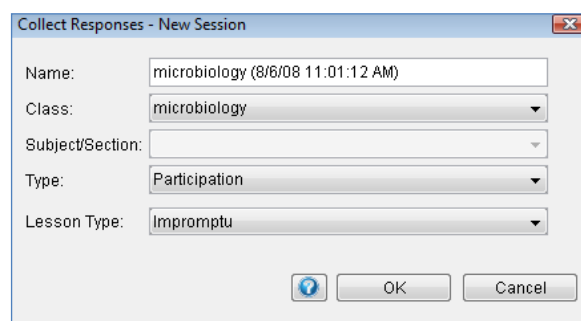 Collect Responses - New Session
Name: microbiology (8/6/08 11:01:12 AM)
Class: microbiology
Subject/Section:
Type: Participation
Lesson Type: Impromptu
? OK Cancel